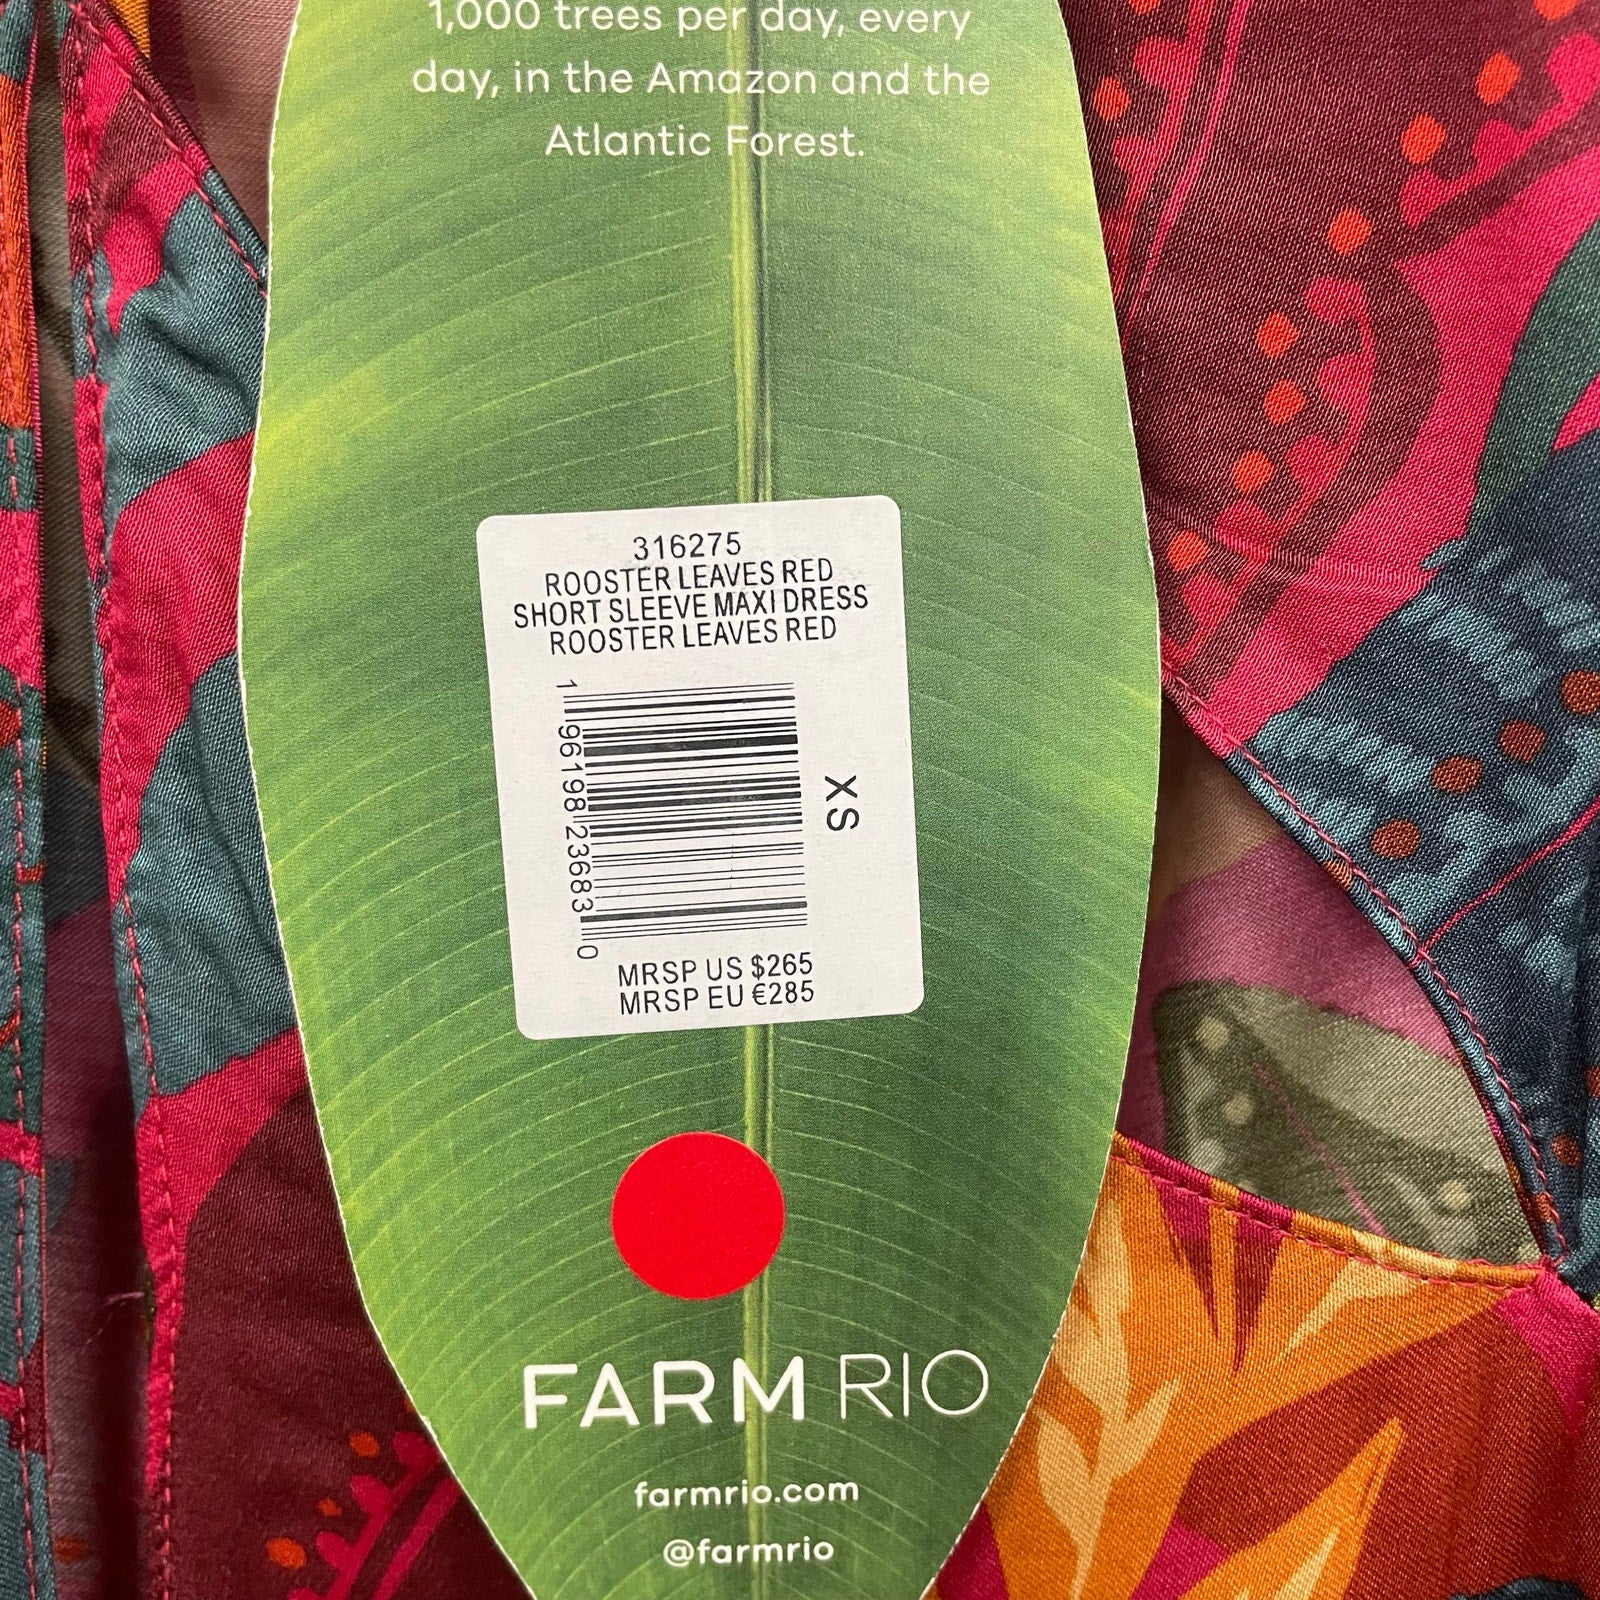 1,000 trees per day, every
day, in the Amazon and the
Atlantic Forest.
316275
ROOSTER LEAVES RED
SHORT SLEEVE MAXI DRESS
ROOSTER LEAVES RED
1 96198 23683 0
XS
MRSP US $265
MRSP EU €285
FARM RIO
farmrio.com
@farmrio